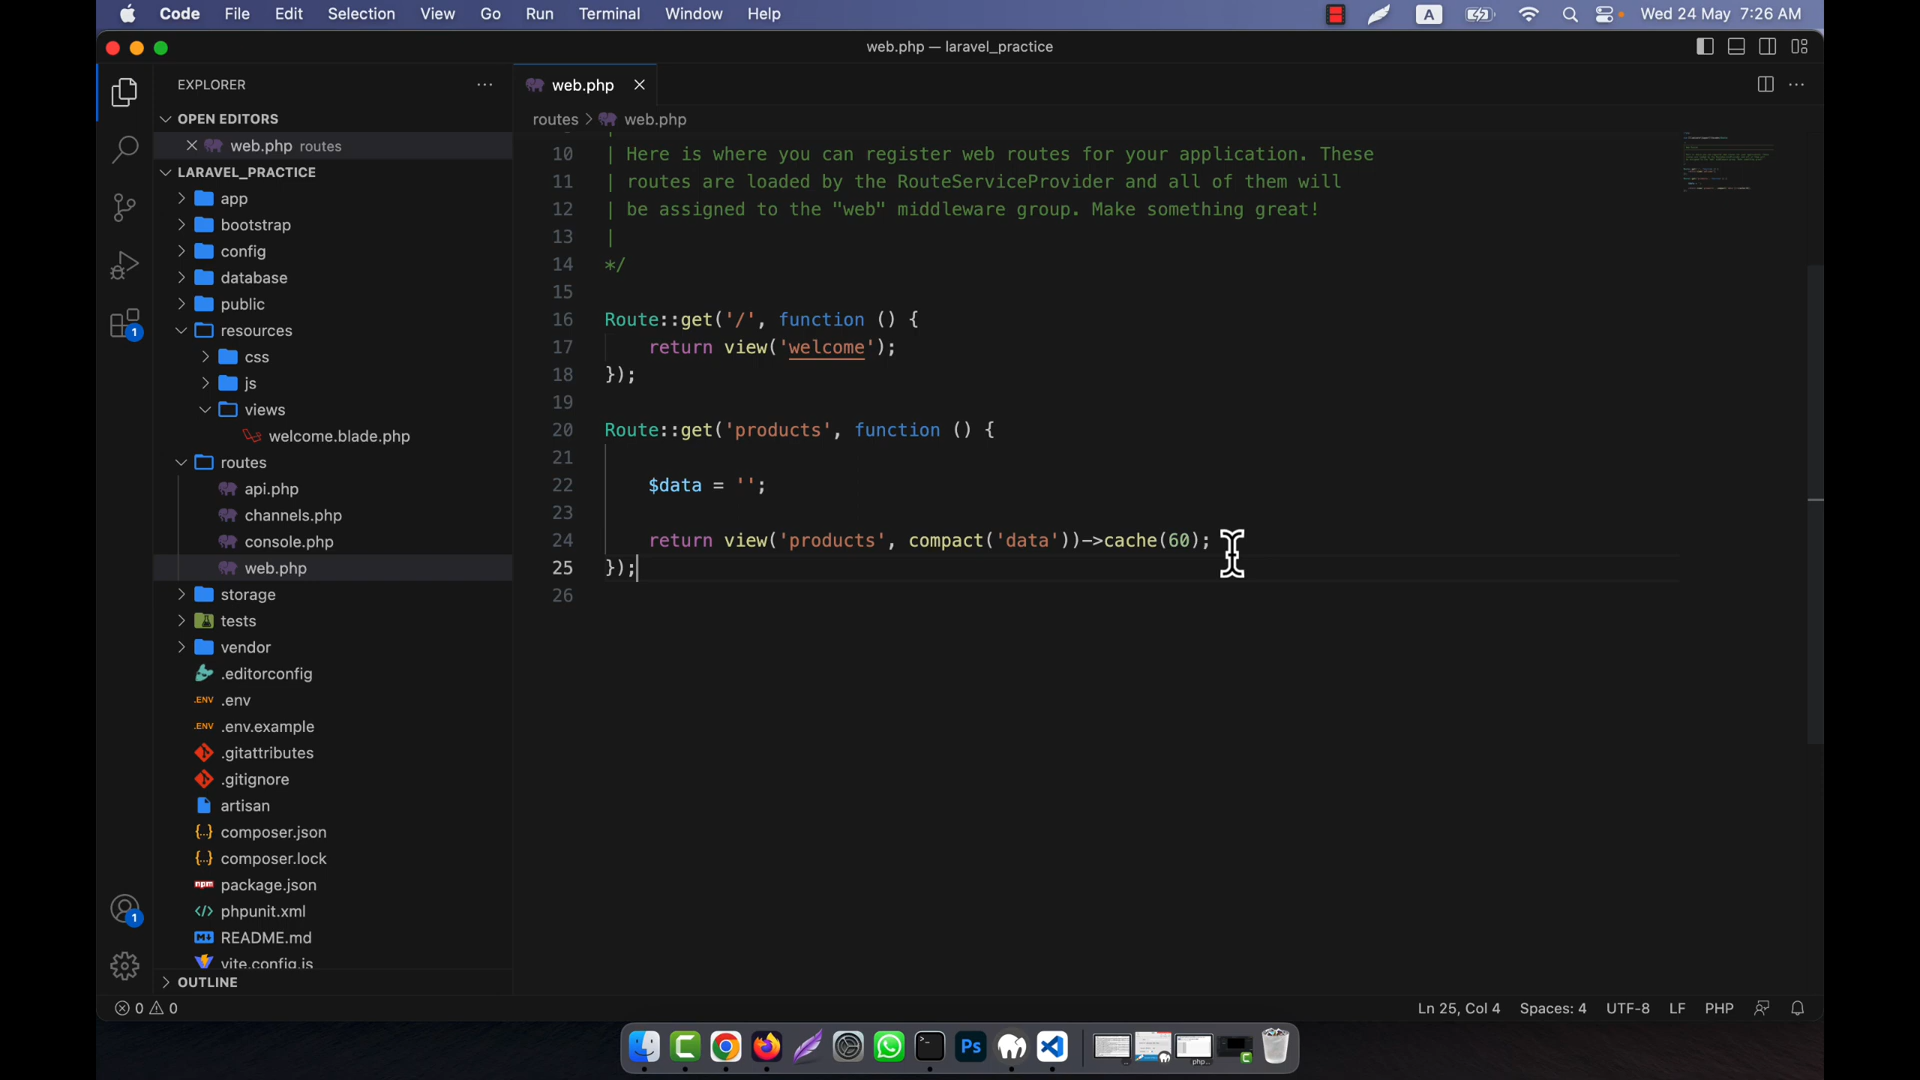 Code File Edit Selection View Go Run Terminal Window Help A Wed 24 May 7:26 AM
web.php — laravel_practice
EXPLORER
OPEN EDITORS
web.php routes
LARAVEL_PRACTICE
app
bootstrap
config
database
public
resources
css
js
views
welcome.blade.php
routes
api.php
channels.php
console.php
web.php
storage
tests
vendor
.editorconfig
.ENV .env
.ENV .env.example
.gitattributes
.gitignore
artisan
{..} composer.json
{..} composer.lock
npm package.json
</> phpunit.xml
README.md
vite.config.js
OUTLINE
1
1
web.php
routes > web.php
10 | Here is where you can register web routes for your application. These
11 | routes are loaded by the RouteServiceProvider and all of them will
12 | be assigned to the "web" middleware group. Make something great!
13 |
14 */
15
16 Route::get('/', function () {
17 return view('welcome');
18 });
19
20 Route::get('products', function () {
21
22 $data = '';
23
24 return view('products', compact('data'))->cache(60);
25 });
26
0 0 Ln 25, Col 4 Spaces: 4 UTF-8 LF PHP
Ps